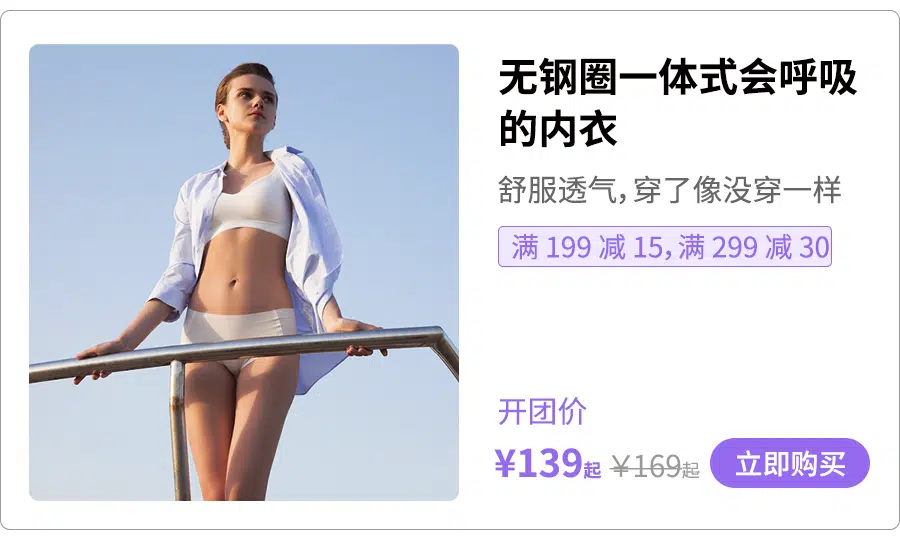 无钢圈一体式会呼吸
的内衣
舒服透气，穿了像没穿一样
满 199 减 15，满 299 减 30
开团价
¥139起 ¥169起 立即购买